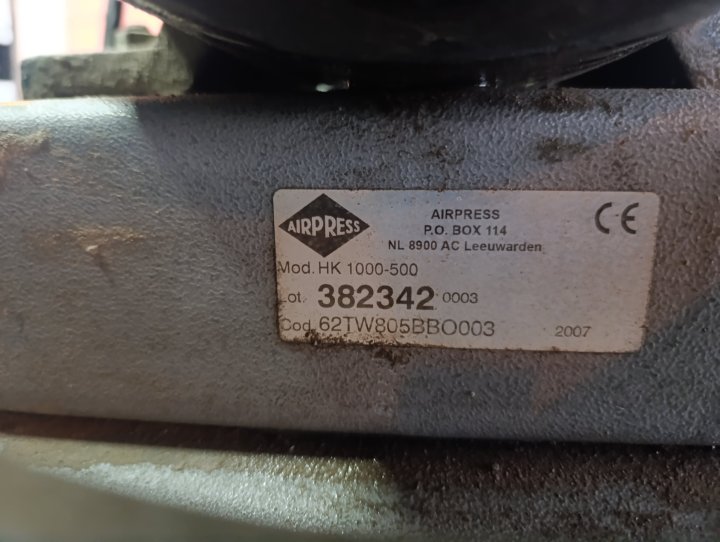 AIRPRESS
AIRPRESS
P.O. BOX 114
NL 8900 AC Leeuwarden
CE
Mod. HK 1000-500
Lot. 382342 0003
Cod. 62TW805BBO003
2007